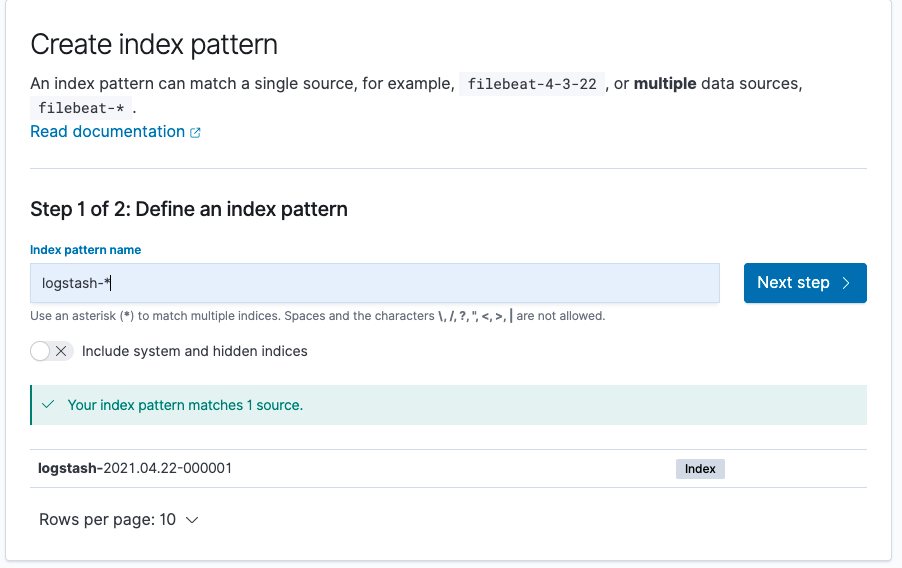 Create index pattern
An index pattern can match a single source, for example, filebeat-4-3-22 , or multiple data sources,
filebeat-* .
Read documentation
Step 1 of 2: Define an index pattern
Index pattern name
logstash-*
Next step
Use an asterisk (*) to match multiple indices. Spaces and the characters \, /, ?, ", <, >, | are not allowed.
Include system and hidden indices
Your index pattern matches 1 source.
logstash-2021.04.22-000001 Index
Rows per page: 10